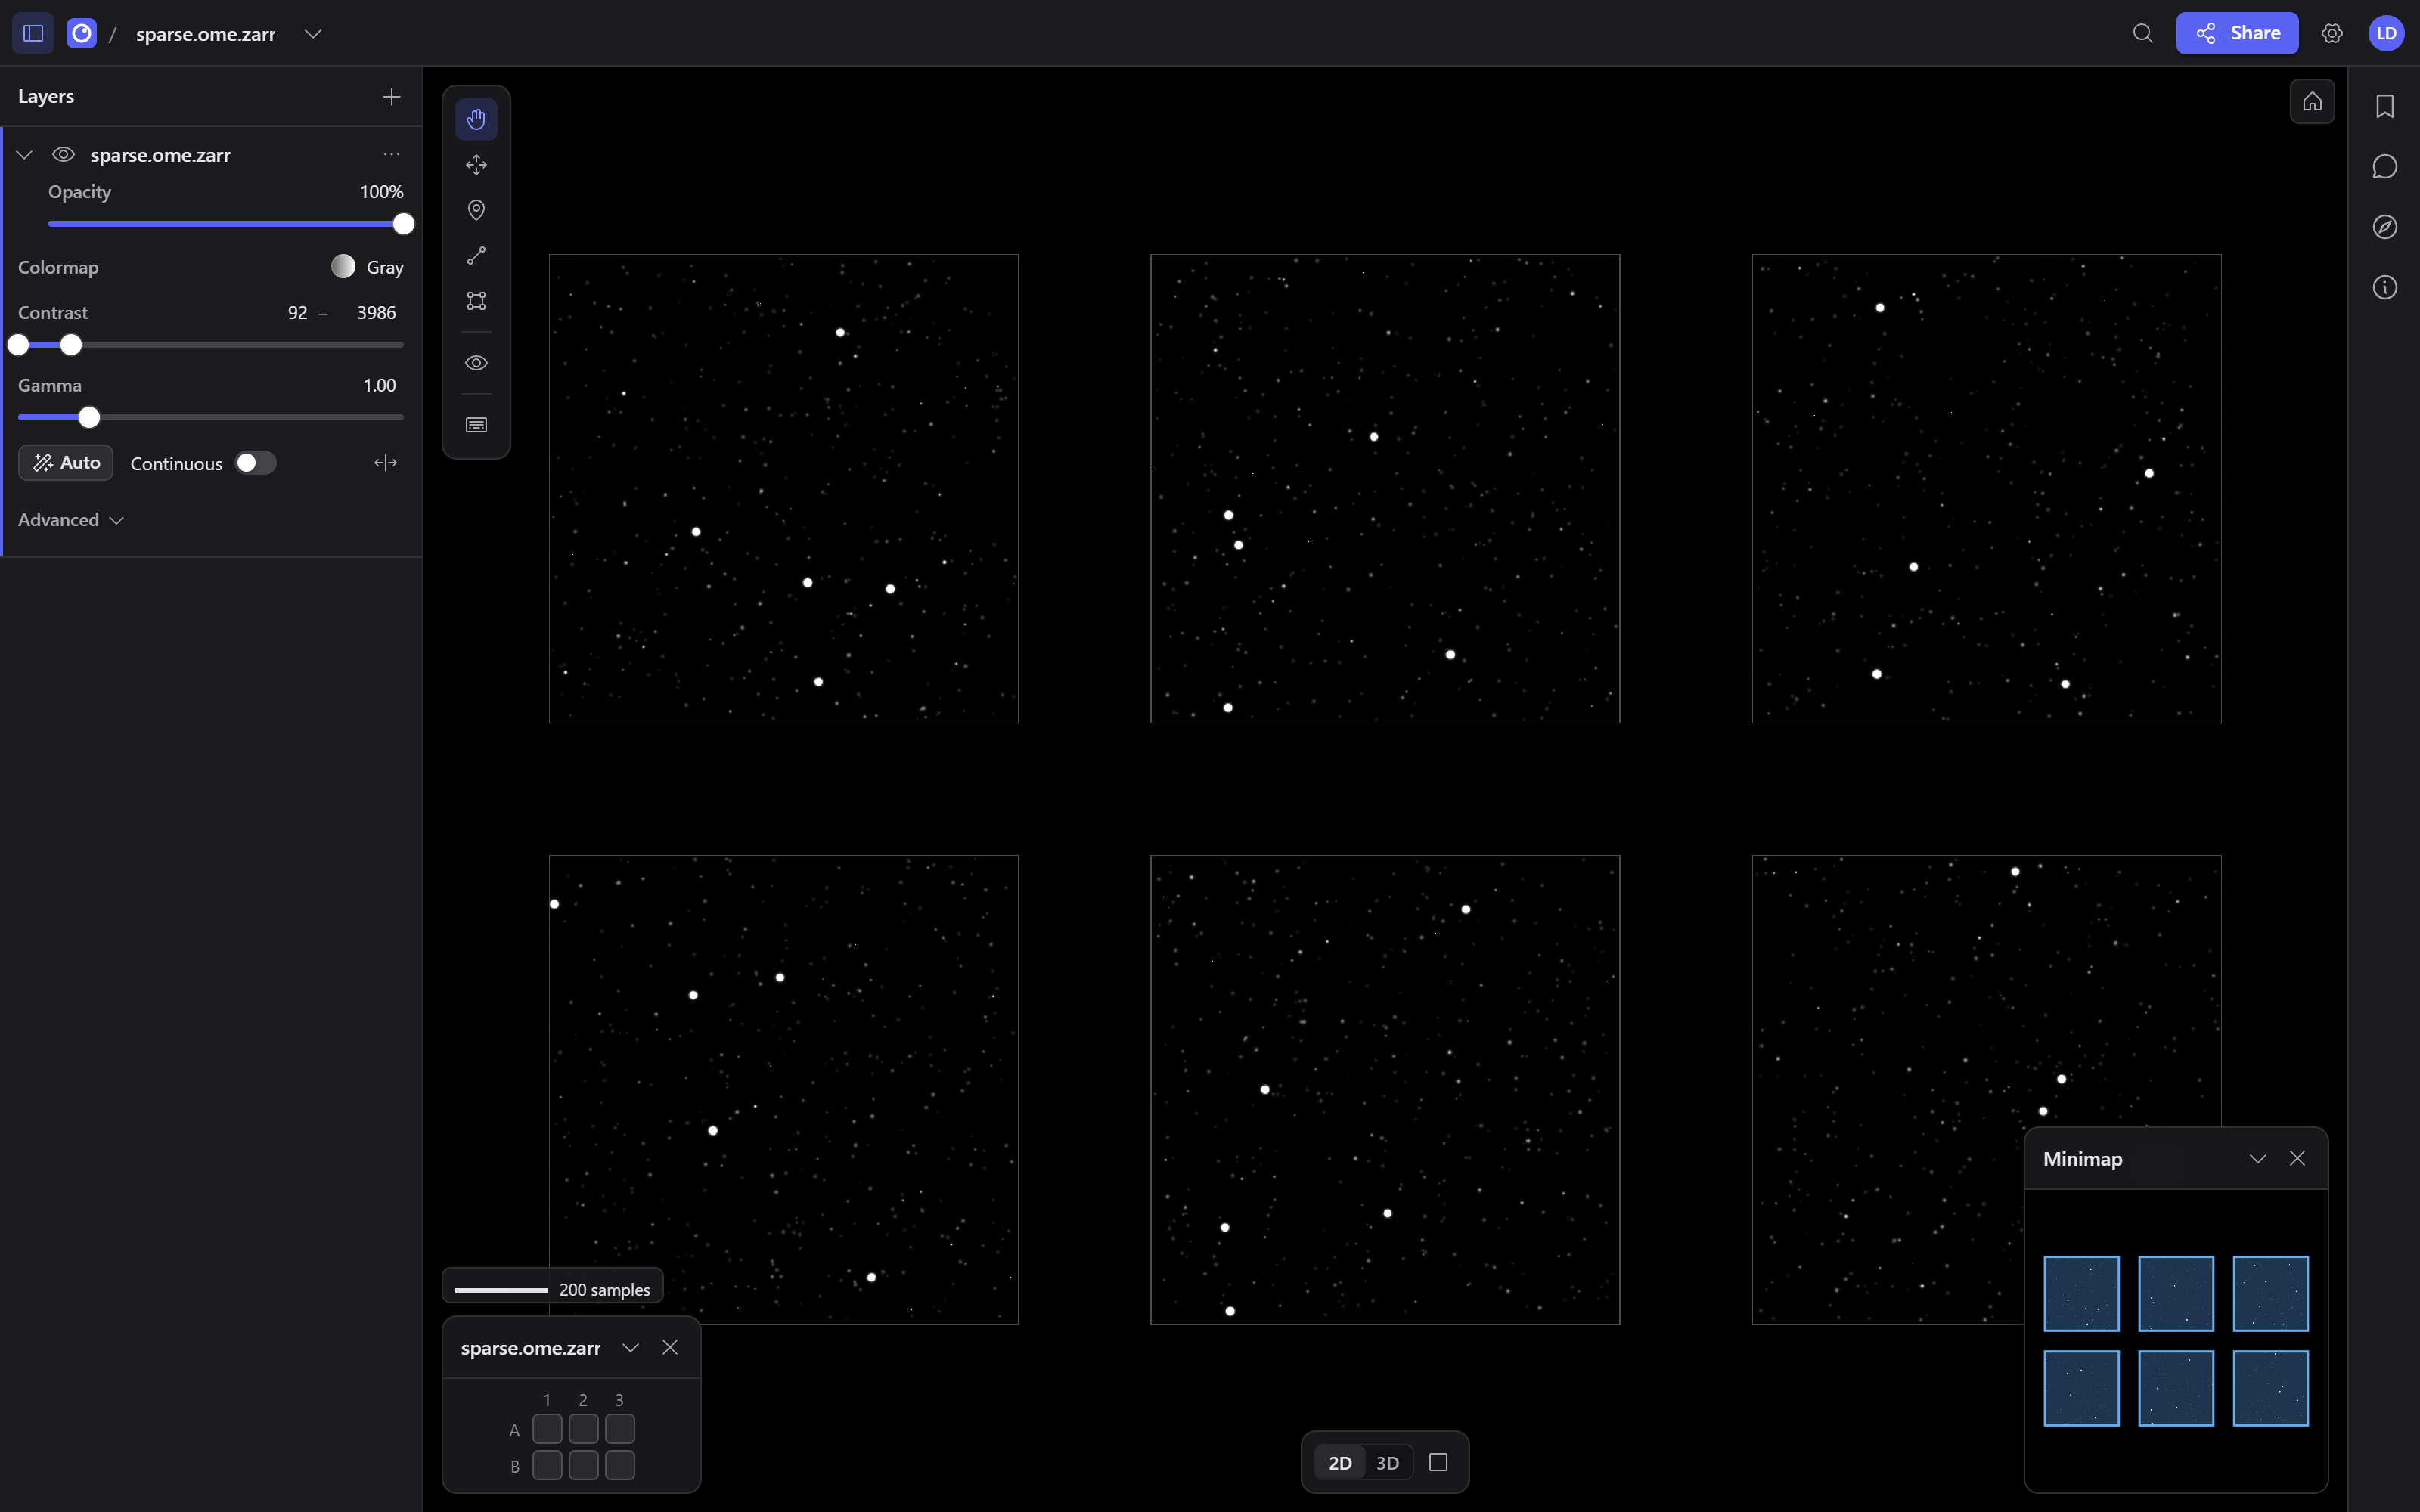 / sparse.ome.zarr
Share
LD
Layers
sparse.ome.zarr
Opacity 100%
Colormap Gray
Contrast 92 – 3986
Gamma 1.00
Auto Continuous
Advanced
200 samples
sparse.ome.zarr
1 2 3
A
B
2D 3D
Minimap